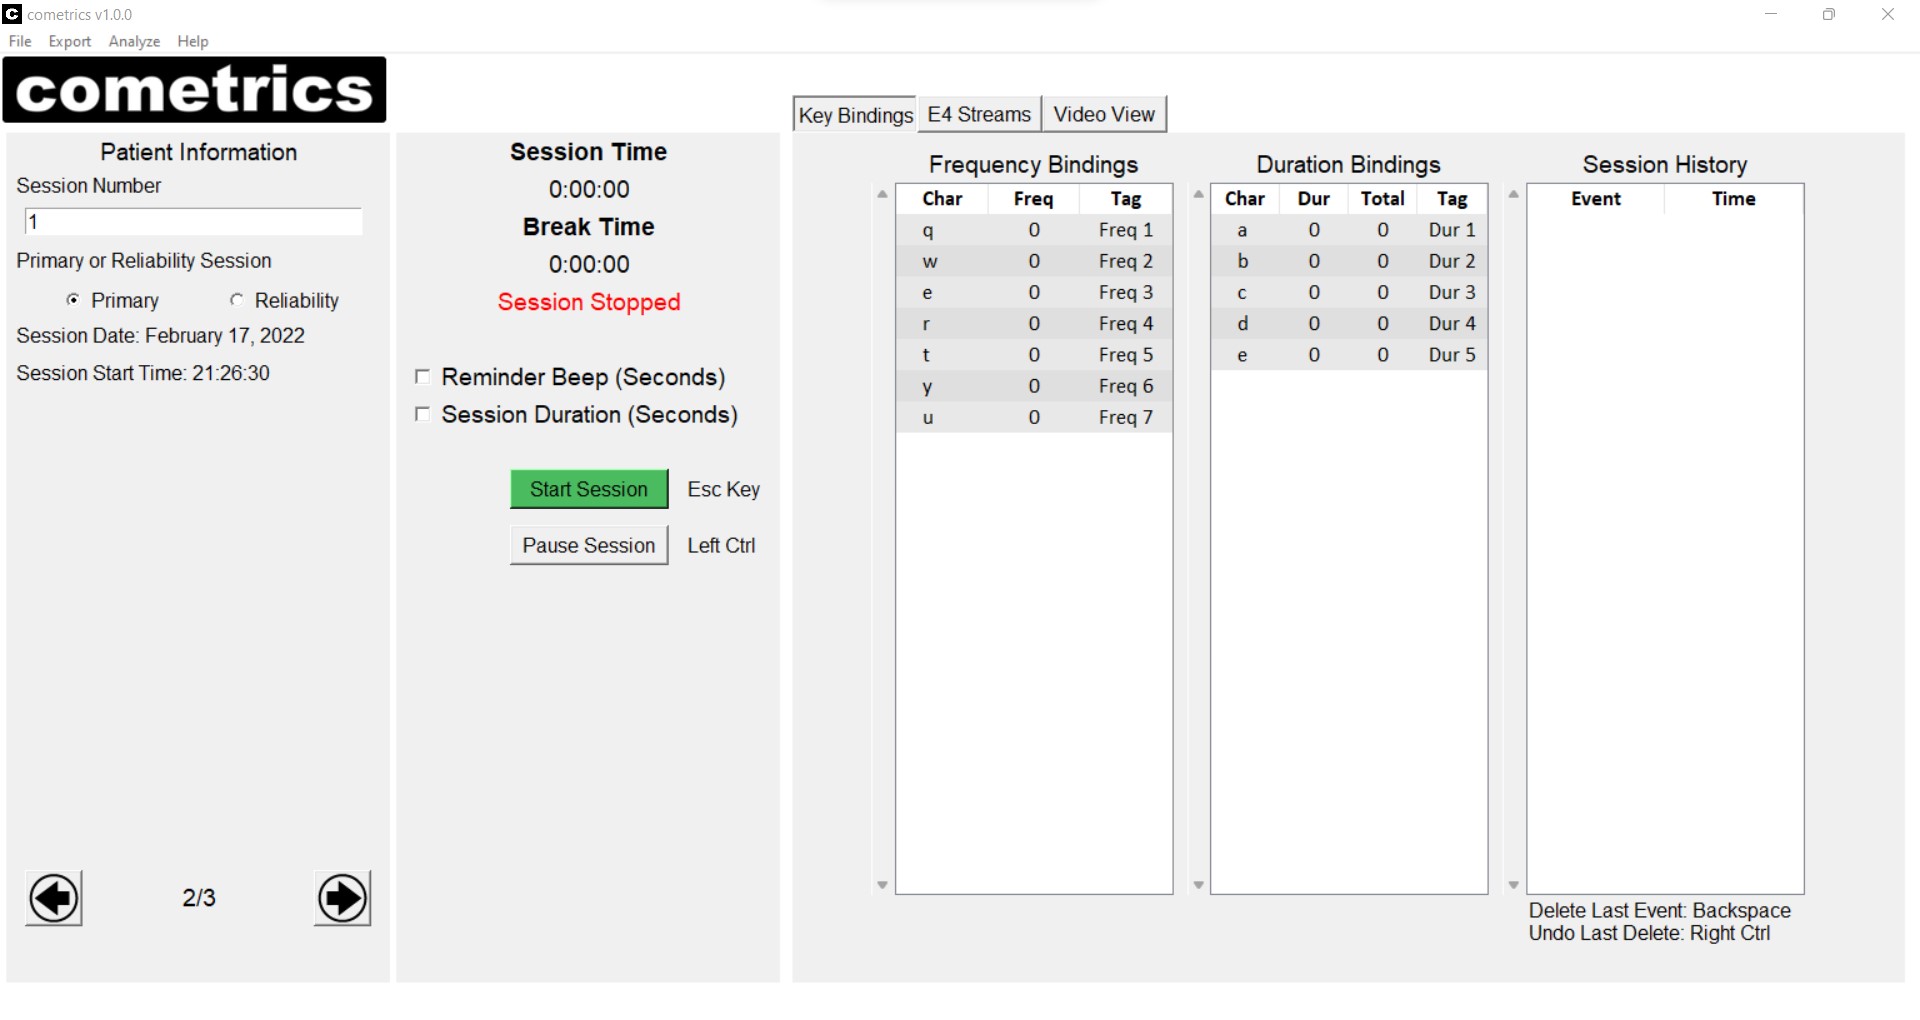 C cometrics v1.0.0
File Export Analyze Help
cometrics
Patient Information
Session Number
1
Primary or Reliability Session
Primary Reliability
Session Date: February 17, 2022
Session Start Time: 21:26:30
2/3
Session Time
0:00:00
Break Time
0:00:00
Session Stopped
Reminder Beep (Seconds)
Session Duration (Seconds)
Start Session Esc Key
Pause Session Left Ctrl
Key Bindings E4 Streams Video View
Frequency Bindings
Char Freq Tag
q 0 Freq 1
w 0 Freq 2
e 0 Freq 3
r 0 Freq 4
t 0 Freq 5
y 0 Freq 6
u 0 Freq 7
Duration Bindings
Char Dur Total Tag
a 0 0 Dur 1
b 0 0 Dur 2
c 0 0 Dur 3
d 0 0 Dur 4
e 0 0 Dur 5
Session History
Event Time
Delete Last Event: Backspace
Undo Last Delete: Right Ctrl